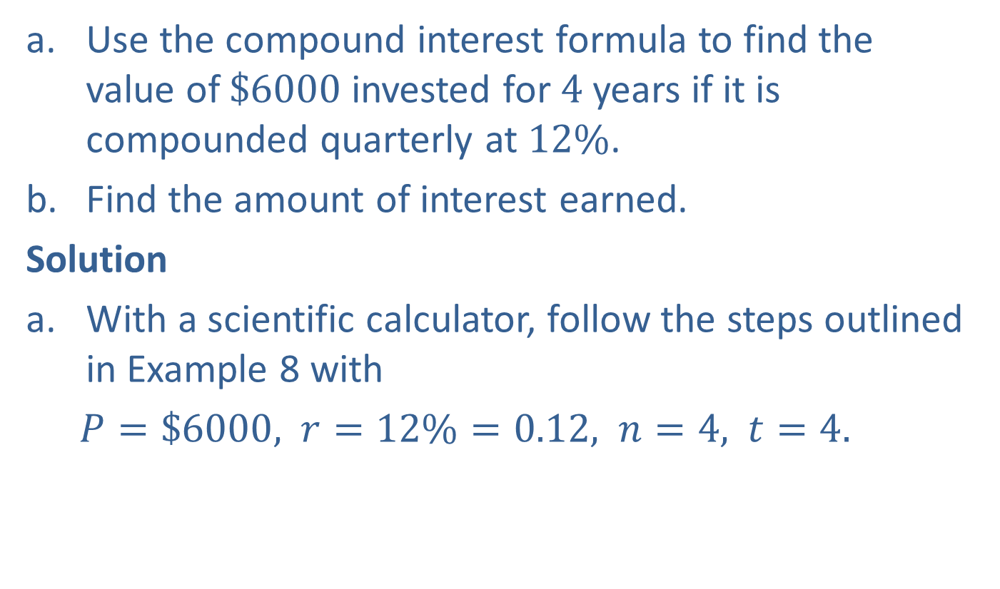 a. Use the compound interest formula to find the
value of $6000 invested for 4 years if it is
compounded quarterly at 12%.
b. Find the amount of interest earned.
Solution
a. With a scientific calculator, follow the steps outlined
in Example 8 with
P = $6000, r = 12% = 0.12, n = 4, t = 4.